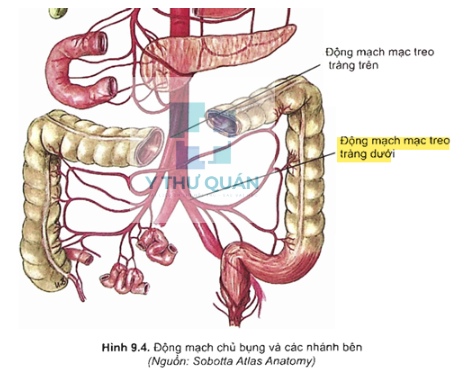 Động mạch mạc treo
tràng trên
Động mạch mạc treo
tràng dưới
Y THƯ QUÁN
Hình 9.4. Động mạch chủ bụng và các nhánh bên
(Nguồn: Sobotta Atlas Anatomy)